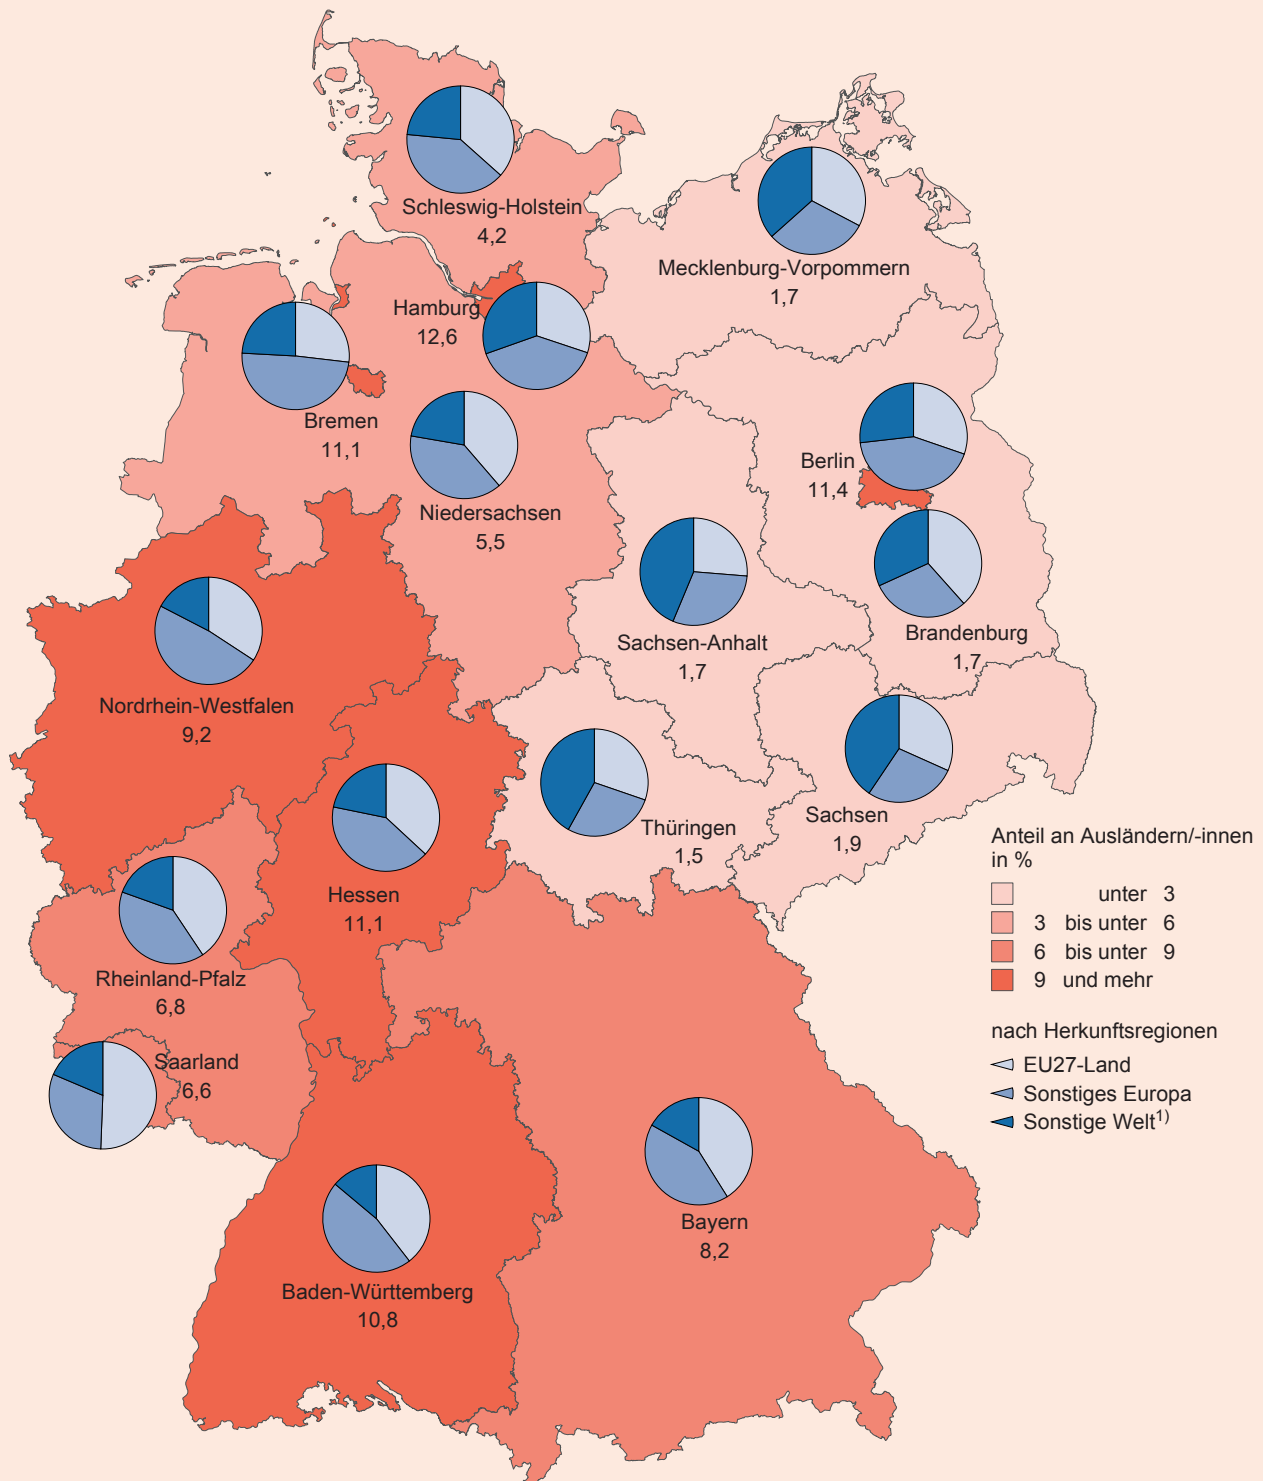 Schleswig-Holstein
4,2
Mecklenburg-Vorpommern
1,7
Hamburg
12,6
Bremen
11,1
Niedersachsen
5,5
Berlin
11,4
Brandenburg
1,7
Sachsen-Anhalt
1,7
Nordrhein-Westfalen
9,2
Sachsen
1,9
Thüringen
1,5
Hessen
11,1
Rheinland-Pfalz
6,8
Saarland
6,6
Bayern
8,2
Baden-Württemberg
10,8
Anteil an Ausländern/-innen
in %
unter 3
3 bis unter 6
6 bis unter 9
9 und mehr
nach Herkunftsregionen
EU27-Land
Sonstiges Europa
Sonstige Welt1)